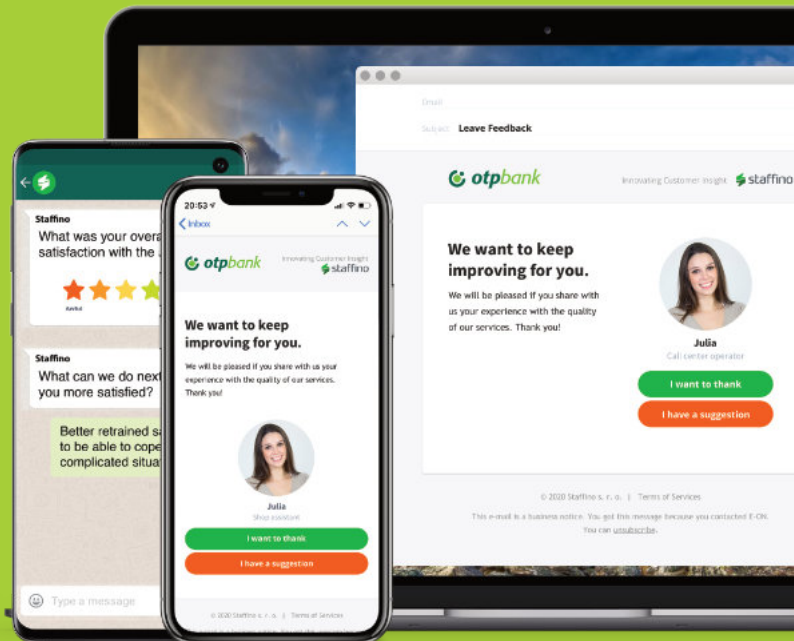 Staffino
What was your overa
satisfaction with the
Awful
Staffino
What can we do next
you more satisfied?
Better retrained sa
to be able to cope
complicated situa
Type a message
20:53
Inbox
otpbank
Innovating Customer Insight
staffino
We want to keep
improving for you.
We will be pleased if you share with us your
experience with the quality of our services.
Thank you!
Julia
Shop assistant
I want to thank
I have a suggestion
© 2020 Staffino s. r. o. | Terms of Services
Email
Subject Leave Feedback
otpbank
Innovating Customer Insight staffino
We want to keep
improving for you.
We will be pleased if you share with
us your experience with the quality
of our services. Thank you!
Julia
Call center operator
I want to thank
I have a suggestion
© 2020 Staffino s. r. o. | Terms of Services
This e-mail is a business notice. You got this message because you contacted E-ON.
You can unsubscribe.